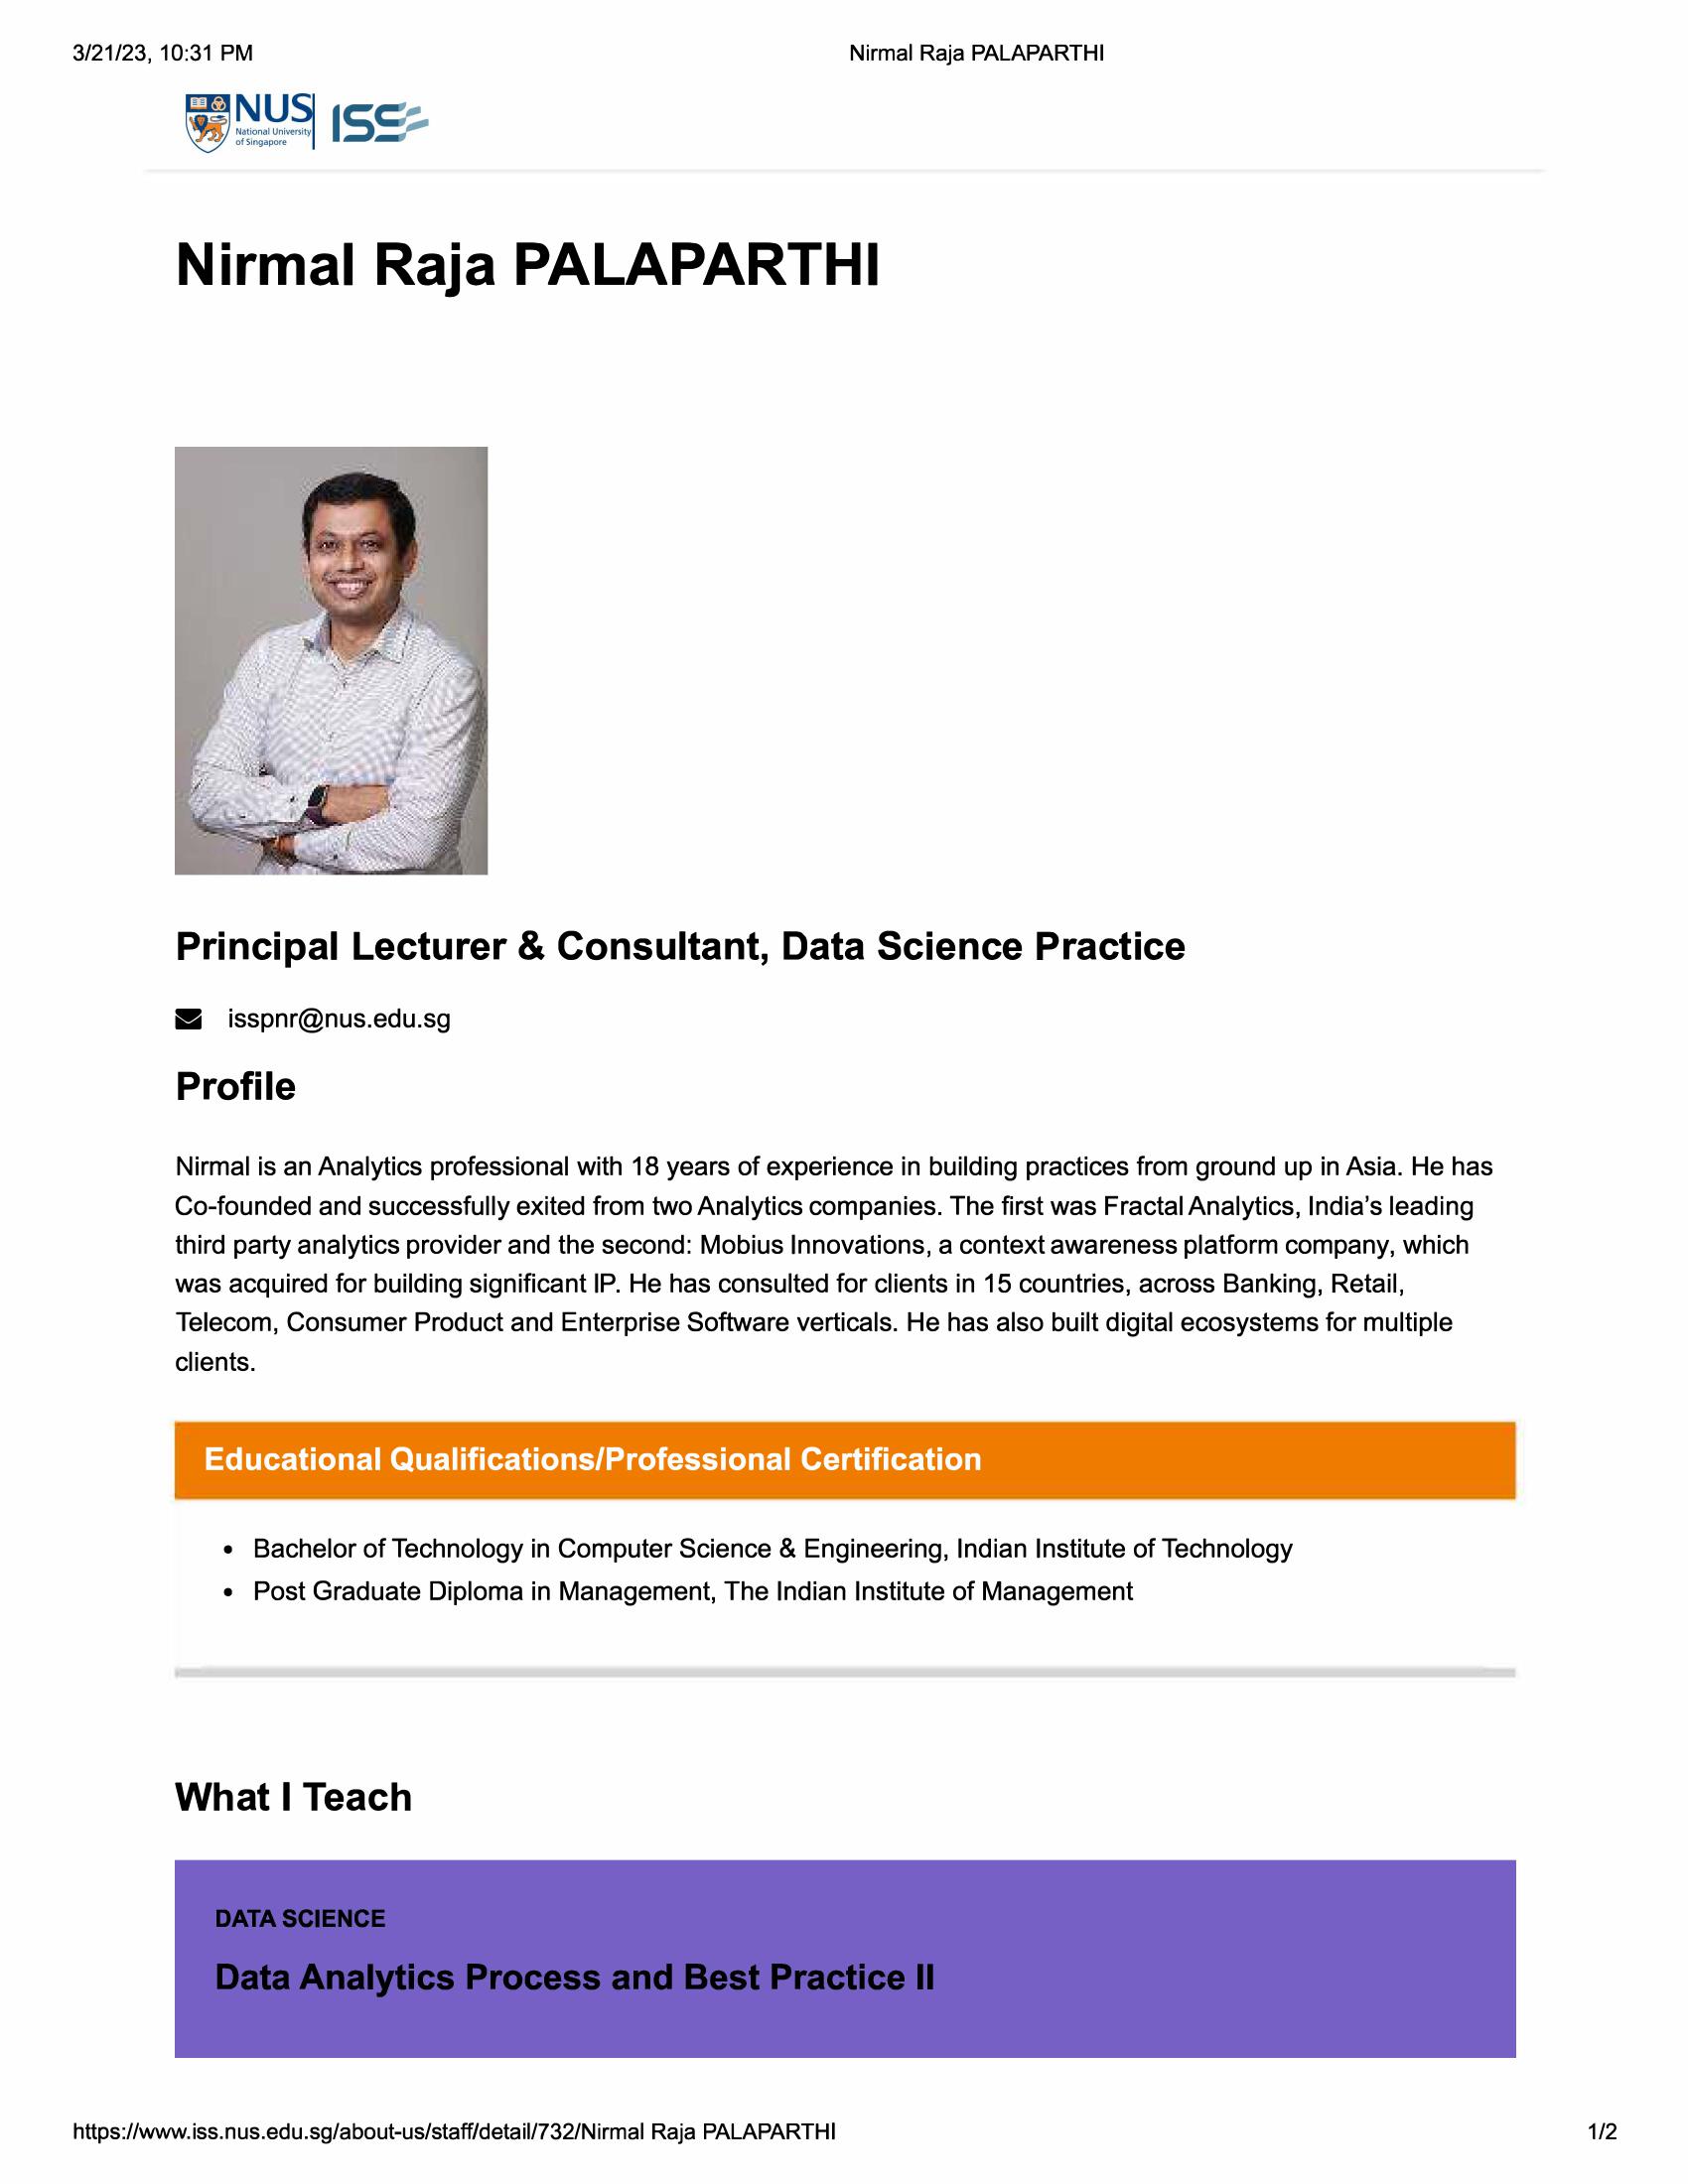 3/21/23, 10:31 PM
Nirmal Raja PALAPARTHI
NUS
National University
of Singapore
ISS
Nirmal Raja PALAPARTHI
Principal Lecturer & Consultant, Data Science Practice
isspnr@nus.edu.sg
Profile
Nirmal is an Analytics professional with 18 years of experience in building practices from ground up in Asia. He has
Co-founded and successfully exited from two Analytics companies. The first was Fractal Analytics, India’s leading
third party analytics provider and the second: Mobius Innovations, a context awareness platform company, which
was acquired for building significant IP. He has consulted for clients in 15 countries, across Banking, Retail,
Telecom, Consumer Product and Enterprise Software verticals. He has also built digital ecosystems for multiple
clients.
Educational Qualifications/Professional Certification
• Bachelor of Technology in Computer Science & Engineering, Indian Institute of Technology
• Post Graduate Diploma in Management, The Indian Institute of Management
What I Teach
DATA SCIENCE
Data Analytics Process and Best Practice II
https://www.iss.nus.edu.sg/about-us/staff/detail/732/Nirmal Raja PALAPARTHI
1/2